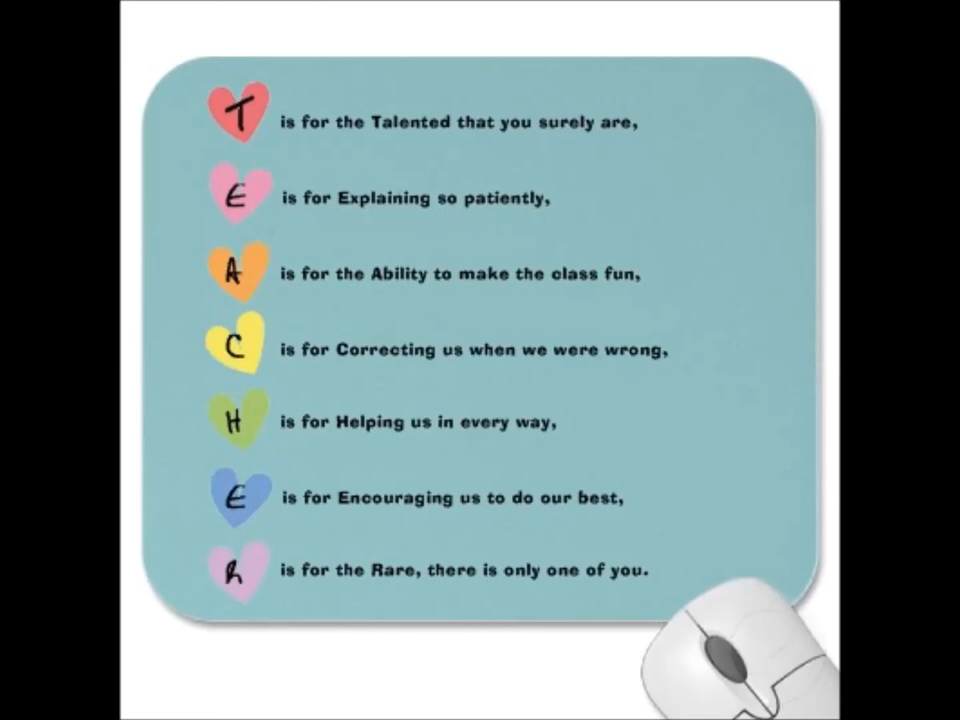 T is for the Talented that you surely are,
E is for Explaining so patiently,
A is for the Ability to make the class fun,
C is for Correcting us when we were wrong,
H is for Helping us in every way,
E is for Encouraging us to do our best,
R is for the Rare, there is only one of you.